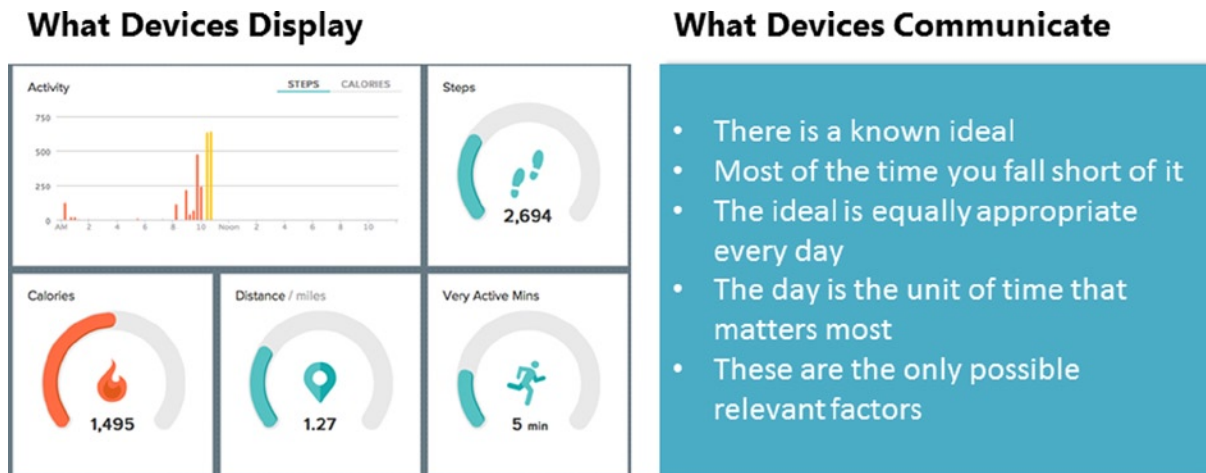 What Devices Display
Activity
STEPS CALORIES
750
500
250
0
AM 2 4 6 8 10 Noon 2 4 6 8 10
Steps
2,694
Calories
1,495
Distance / miles
1.27
Very Active Mins
5 min
What Devices Communicate
• There is a known ideal
• Most of the time you fall short of it
• The ideal is equally appropriate
every day
• The day is the unit of time that
matters most
• These are the only possible
relevant factors